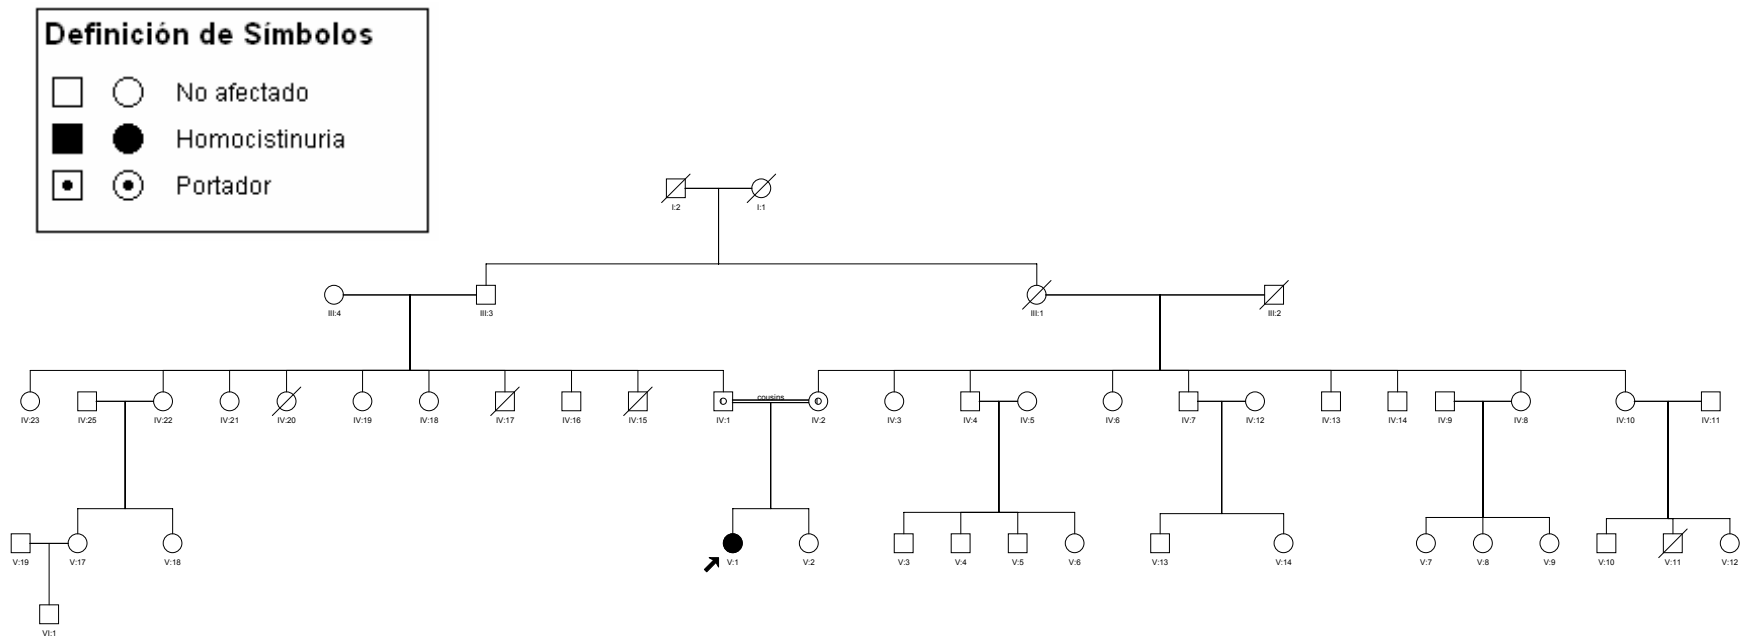 Definición de Símbolos
No afectado
Homocistinuria
Portador
I:2 I:1
III:4 III:3 III:1 III:2
cousins
IV:23 IV:25 IV:22 IV:21 IV:20 IV:19 IV:18 IV:17 IV:16 IV:15 IV:1 IV:2 IV:3 IV:4 IV:5 IV:6 IV:7 IV:12 IV:13 IV:14 IV:9 IV:8 IV:10 IV:11
V:19 V:17 V:18 V:1 V:2 V:3 V:4 V:5 V:6 V:13 V:14 V:7 V:8 V:9 V:10 V:11 V:12
VI:1